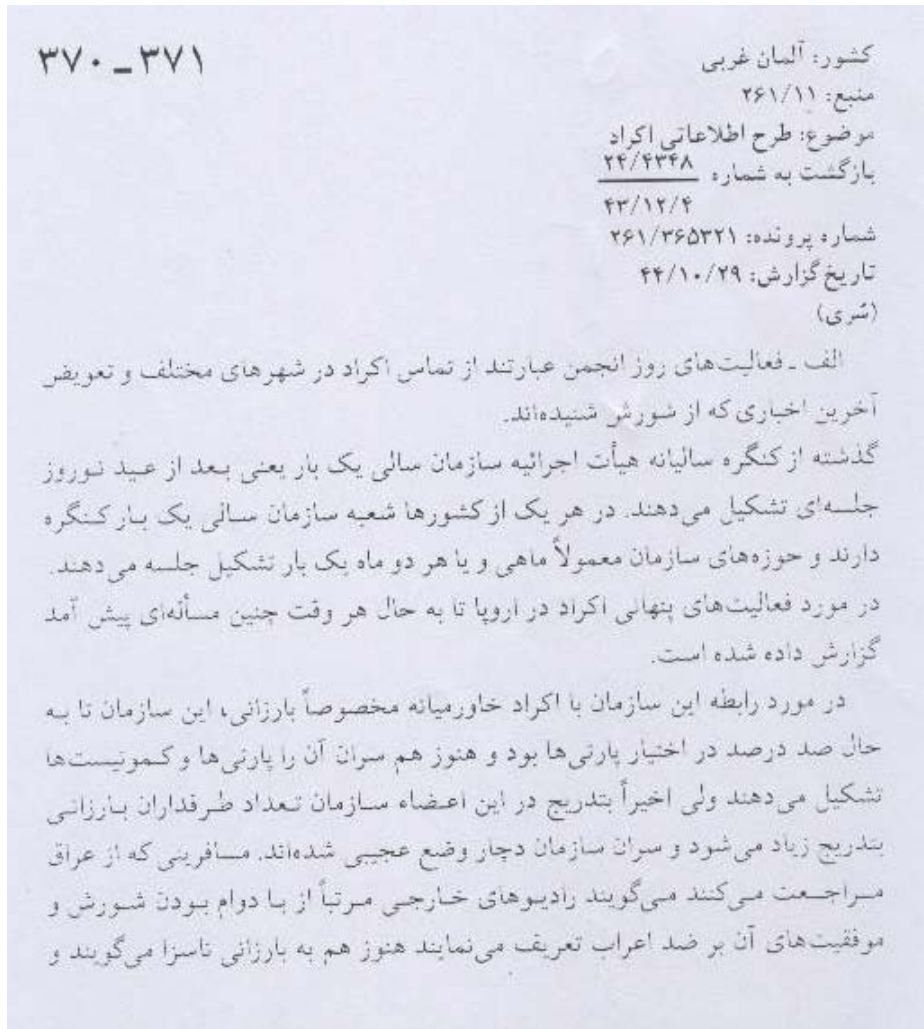 ۳۷۰ــ۳۷۱
کشور: آلمان غربی
منبع: ۲۶۱/۱۱
موضوع: طرح اطلاعاتی اکراد
بازگشت به شماره ۲۴/۴۳۴۸
۴۳/۱۲/۴
شماره پرونده: ۲۶۱/۳۶۵۳۲۱
تاریخ گزارش: ۴۴/۱۰/۲۹
(سُری)
الف ـ فعالیت‌های روز انجمن عبارتند از تماس اکراد در شهرهای مختلف و تعویض
آخرین اخباری که از شورش شنیده‌اند.
گذشته از کنگره سالیانه هیأت اجرائیه سازمان سالی یک بار یعنی بعد از عید نوروز
جلسه‌ای تشکیل می‌دهند. در هر یک از کشورها شعبه سازمان سالی یک بار کنگره
دارند و حوزه‌های سازمان معمولاً ماهی و یا هر دو ماه یک بار تشکیل جلسه می‌دهند.
در مورد فعالیت‌های پنهانی اکراد در اروپا تا به حال هر وقت چنین مسأله‌ای پیش آمد
گزارش داده شده است.
در مورد رابطه این سازمان با اکراد خاورمیانه مخصوصاً بارزانی، این سازمان تا به
حال صد درصد در اختیار پارتی‌ها بود و هنوز هم سران آن را پارتی‌ها و کمونیست‌ها
تشکیل می‌دهند ولی اخیراً بتدریج در این اعضاء سازمان تعداد طرفداران بارزانی
بتدریج زیاد می‌شود و سران سازمان دچار وضع عجیبی شده‌اند. مسافرینی که از عراق
مراجعت می‌کنند می‌گویند رادیوهای خارجی مرتباً از با دوام بودن شورش و
موفقیت‌های آن بر ضد اعراب تعریف می‌نمایند هنوز هم به بارزانی ناسزا می‌گویند و